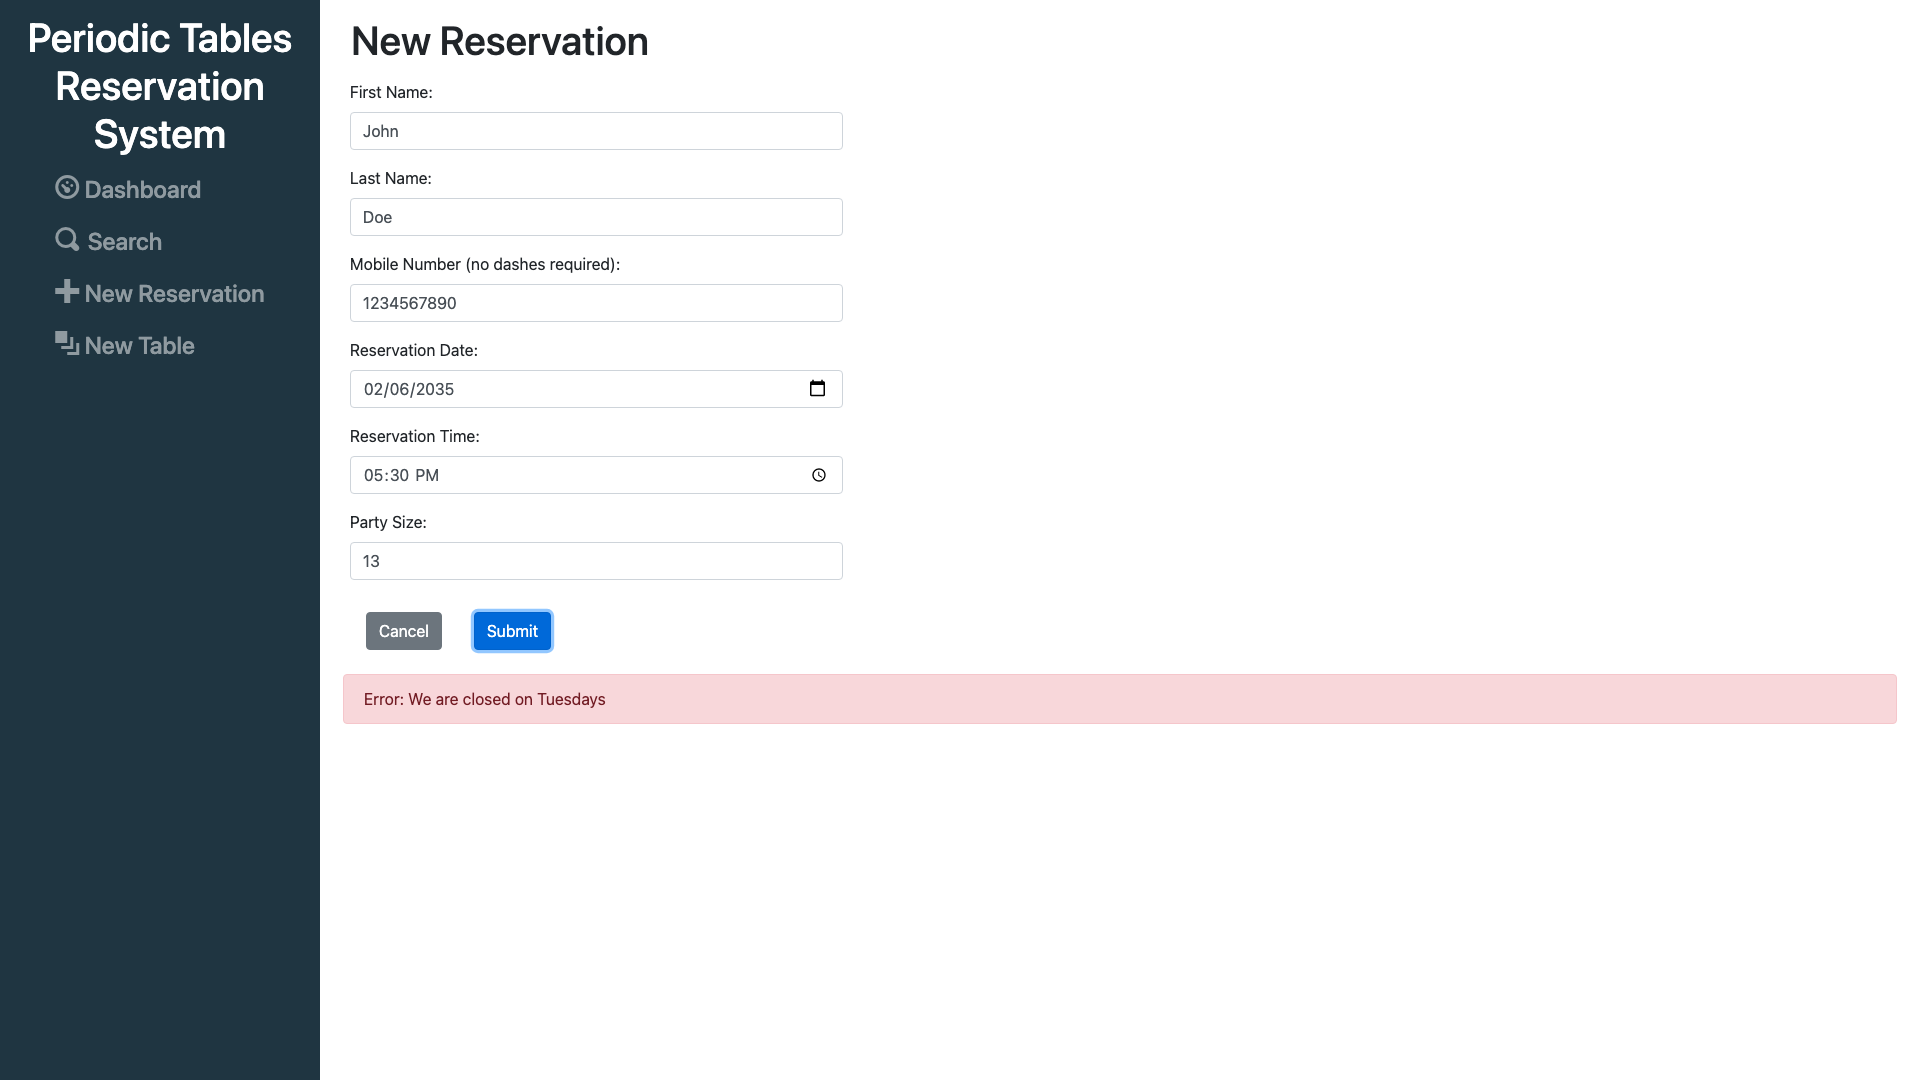 Periodic Tables
Reservation
System
Dashboard
Search
New Reservation
New Table
New Reservation
First Name:
John
Last Name:
Doe
Mobile Number (no dashes required):
1234567890
Reservation Date:
02/06/2035
Reservation Time:
05:30 PM
Party Size:
13
Cancel Submit
Error: We are closed on Tuesdays